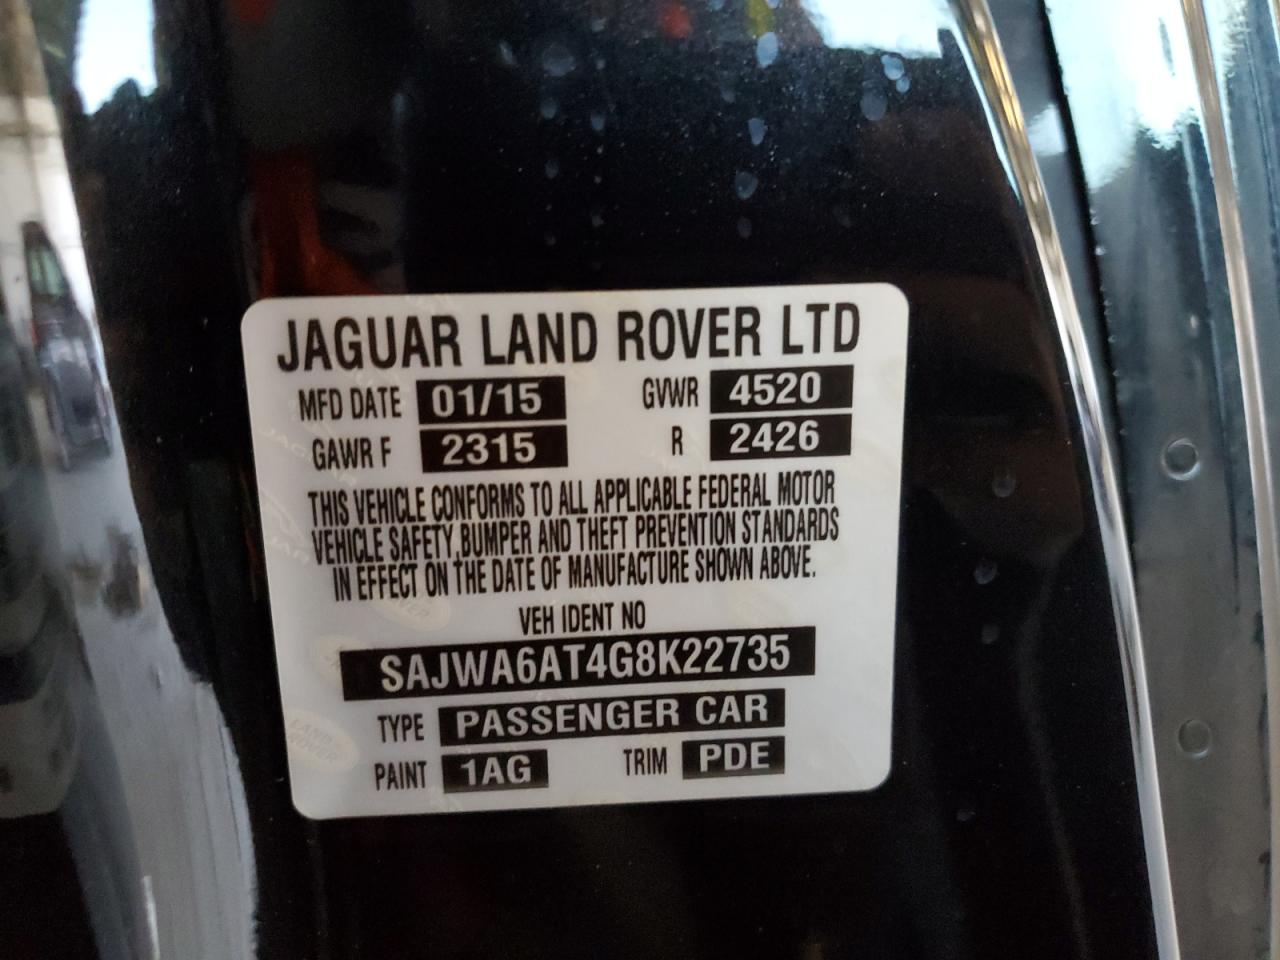 JAGUAR LAND ROVER LTD
MFD DATE 01/15 GVWR 4520
GAWR F 2315 R 2426
THIS VEHICLE CONFORMS TO ALL APPLICABLE FEDERAL MOTOR
VEHICLE SAFETY,BUMPER AND THEFT PREVENTION STANDARDS
IN EFFECT ON THE DATE OF MANUFACTURE SHOWN ABOVE.
VEH IDENT NO
SAJWA6AT4G8K22735
TYPE PASSENGER CAR
PAINT 1AG TRIM PDE
LAND ROVER